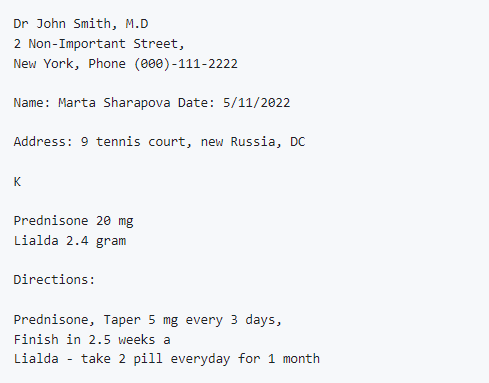 Dr John Smith, M.D
2 Non-Important Street,
New York, Phone (000)-111-2222
Name: Marta Sharapova Date: 5/11/2022
Address: 9 tennis court, new Russia, DC
K
Prednisone 20 mg
Lialda 2.4 gram
Directions:
Prednisone, Taper 5 mg every 3 days,
Finish in 2.5 weeks a
Lialda - take 2 pill everyday for 1 month